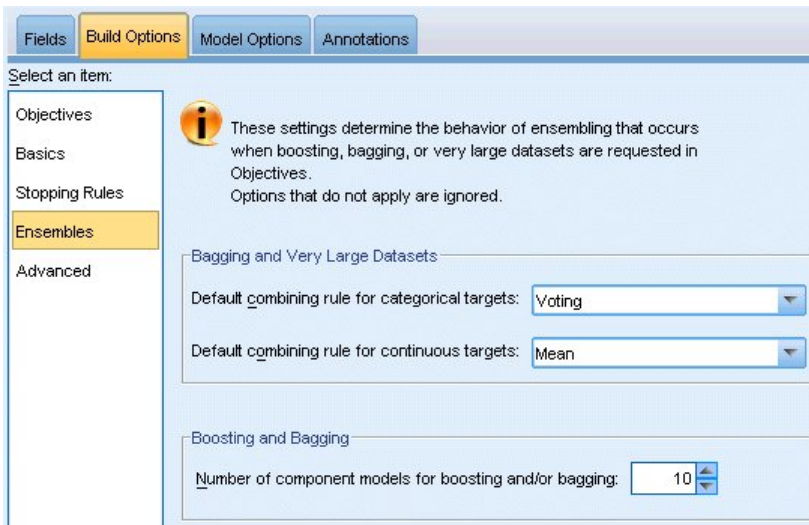 Fields Build Options Model Options Annotations
Select an item:
Objectives
Basics
Stopping Rules
Ensembles
Advanced
These settings determine the behavior of ensembling that occurs
when boosting, bagging, or very large datasets are requested in
Objectives.
Options that do not apply are ignored.
Bagging and Very Large Datasets
Default combining rule for categorical targets: Voting
Default combining rule for continuous targets: Mean
Boosting and Bagging
Number of component models for boosting and/or bagging: 10